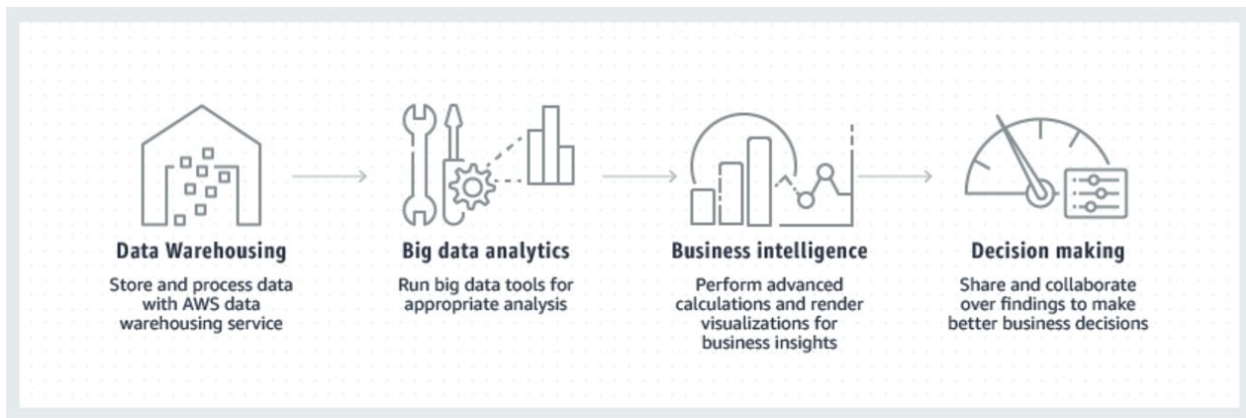 Data Warehousing
Store and process data
with AWS data
warehousing service
Big data analytics
Run big data tools for
appropriate analysis
Business intelligence
Perform advanced
calculations and render
visualizations for
business insights
Decision making
Share and collaborate
over findings to make
better business decisions